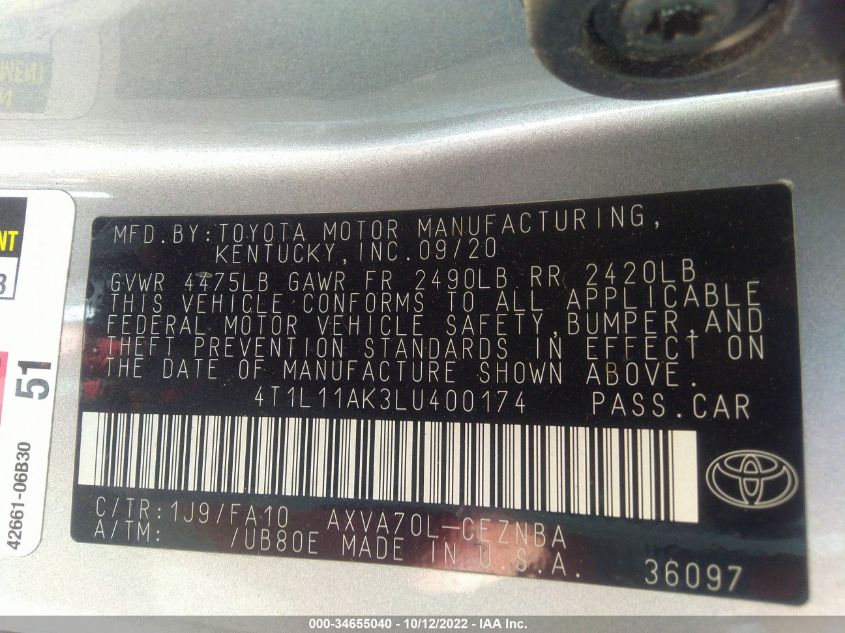 MFD.BY:TOYOTA MOTOR MANUFACTURING,
KENTUCKY,INC.09/20
GVWR 4475LB GAWR FR 2490LB RR 2420LB
THIS VEHICLE CONFORMS TO ALL APPLICABLE
FEDERAL MOTOR VEHICLE SAFETY,BUMPER,AND
THEFT PREVENTION STANDARDS IN EFFECT ON
THE DATE OF MANUFACTURE SHOWN ABOVE.
4T1L11AK3LU400174 PASS.CAR
C/TR:1J9/FA10 AXVA70L-CEZNBA
A/TM: /UB80E MADE IN U.S.A.
36097
51
42661-06B30
000-34655040 - 10/12/2022 - IAA Inc.